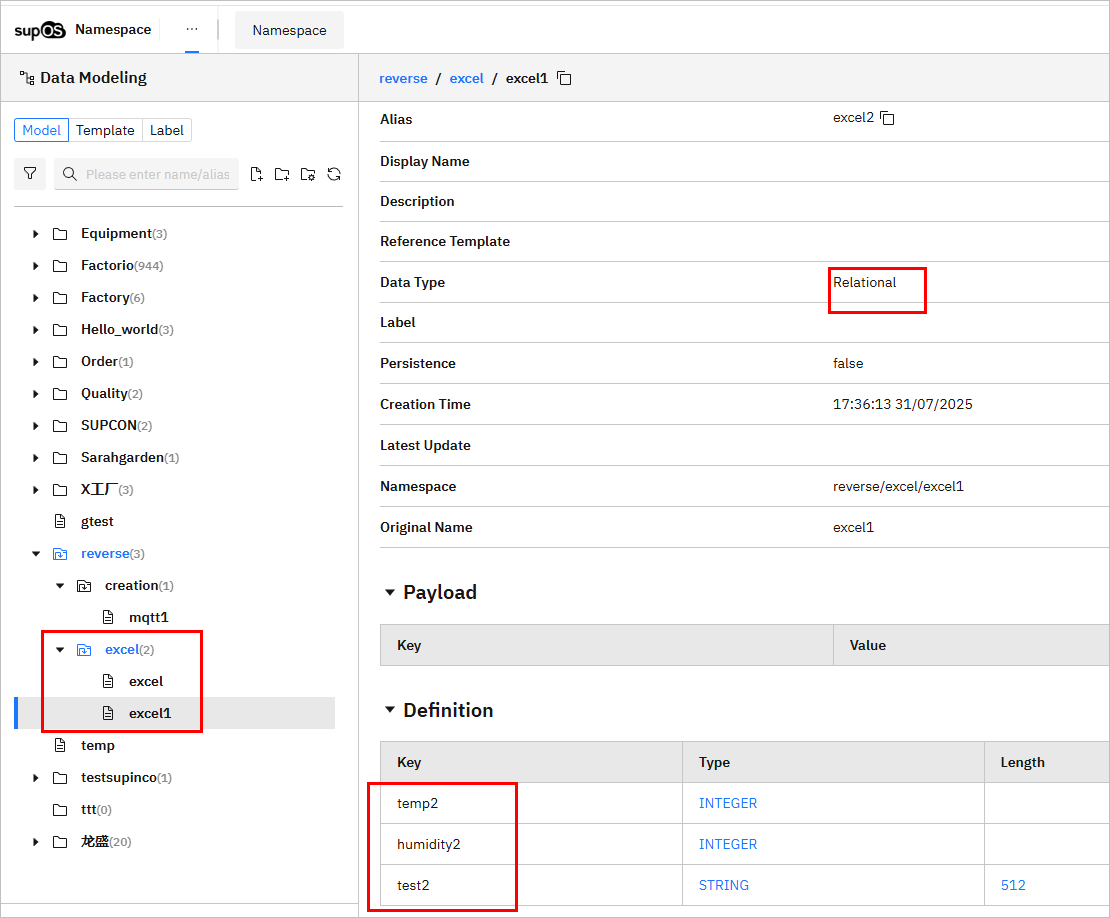 supOS Namespace ... Namespace
Data Modeling
Model Template Label
Please enter name/alias
Equipment(3)
Factorio(944)
Factory(6)
Hello_world(3)
Order(1)
Quality(2)
SUPCON(2)
Sarahgarden(1)
X工厂(3)
gtest
reverse(3)
creation(1)
mqtt1
excel(2)
excel
excel1
temp
testsupinco(1)
ttt(0)
龙盛(20)
reverse / excel / excel1
Alias excel2
Display Name
Description
Reference Template
Data Type Relational
Label
Persistence false
Creation Time 17:36:13 31/07/2025
Latest Update
Namespace reverse/excel/excel1
Original Name excel1
Payload
Key Value
Definition
Key Type Length
temp2 INTEGER
humidity2 INTEGER
test2 STRING 512